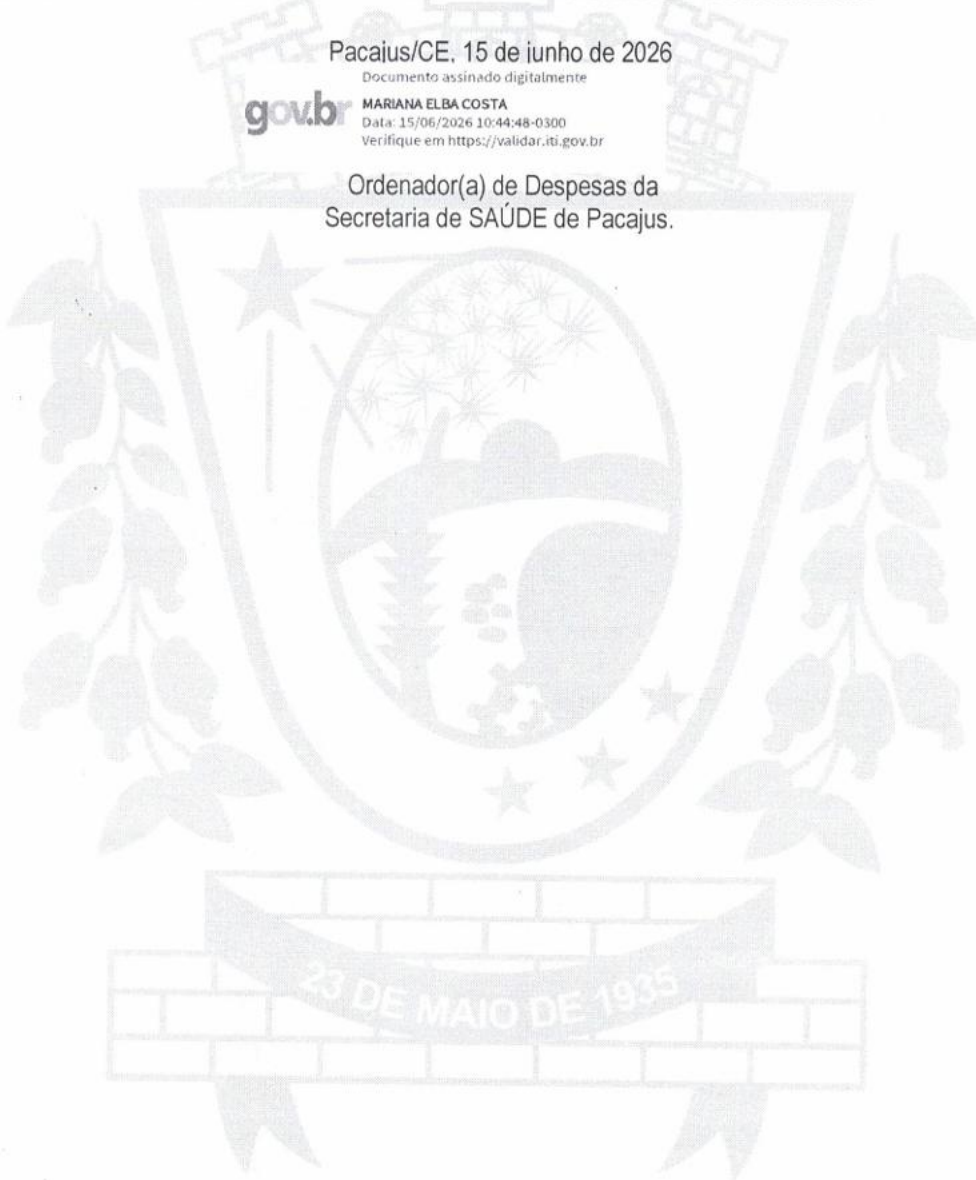 Pacajus/CE, 15 de junho de 2026
Documento assinado digitalmente
gov.br
MARIANA ELBA COSTA
Data: 15/06/2026 10:44:48-0300
Verifique em https://validar.iti.gov.br
Ordenador(a) de Despesas da
Secretaria de SAÚDE de Pacajus.
23 DE MAIO DE 1935